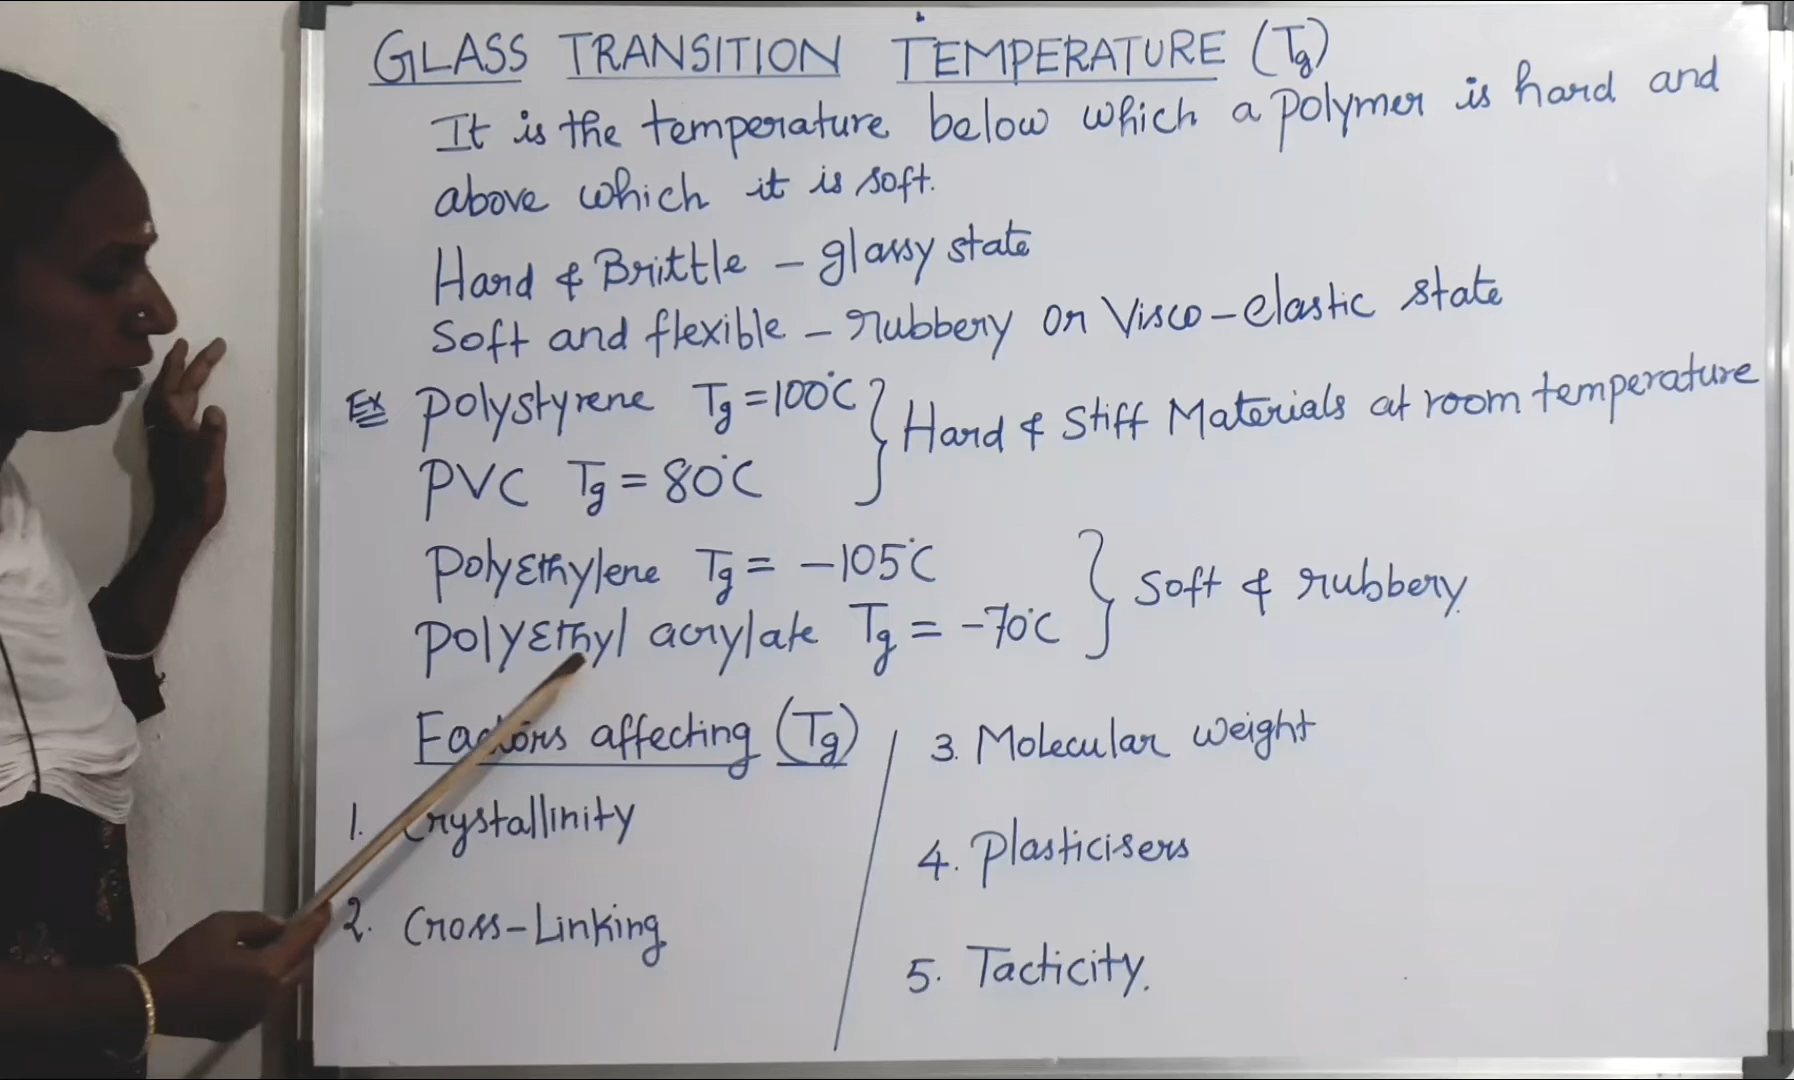 GLASS TRANSITION TEMPERATURE (Tg)
It is the temperature below which a polymer is hard and
above which it is soft.
Hard & Brittle - glassy state
Soft and flexible - rubbery or Visco-elastic state
Ex polystyrene Tg = 100°C } Hard & Stiff Materials at room temperature
PVC Tg = 80°C
polyEthylene Tg = -105°C } Soft & rubbery.
polyEthyl acrylate Tg = -70°C
Factors affecting (Tg)
1. Crystallinity
2. Cross-Linking
3. Molecular weight
4. Plasticisers
5. Tacticity.